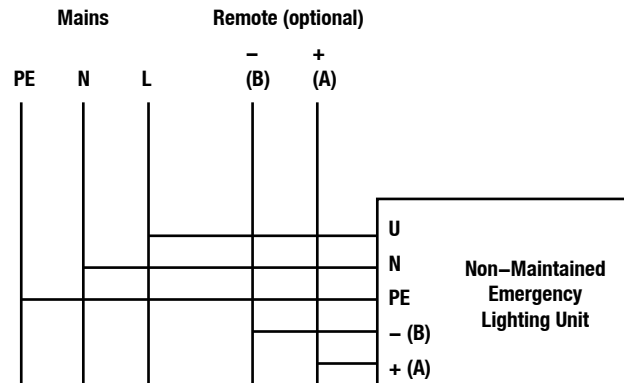 Mains Remote (optional)
− +
PE N L (B) (A)
U
N
PE
− (B)
+ (A)
Non−Maintained
Emergency
Lighting Unit